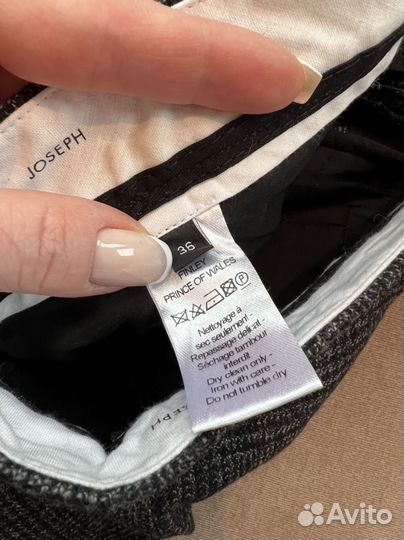 JOSEPH
36
FINLEY
PRINCE OF WALES
Nettoyage à
sec seulement
Repassage délicat -
Séchage tambour
interdit
Dry clean only -
Iron with care -
Do not tumble dry
SEPH
Avito